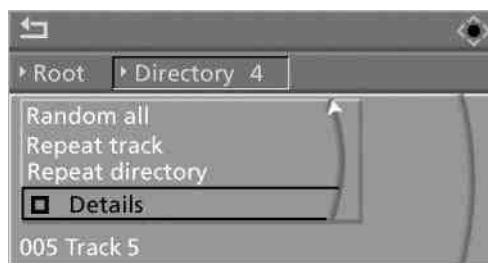 Root Directory 4
Random all
Repeat track
Repeat directory
Details
005 Track 5